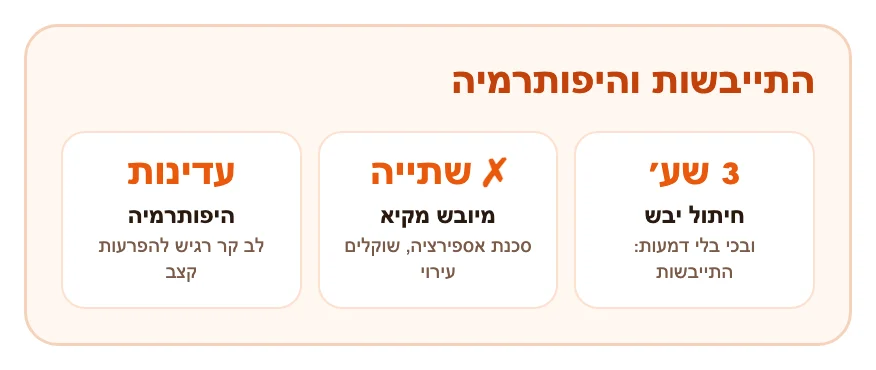 התייבשות והיפותרמיה
3 שע׳
חיתול יבש
ובכי בלי דמעות:
התייבשות
✗ שתייה
מיובש מקיא
סכנת אספירציה, שוקלים
עירוי
עדינות
היפותרמיה
לב קר רגיש להפרעות
קצב